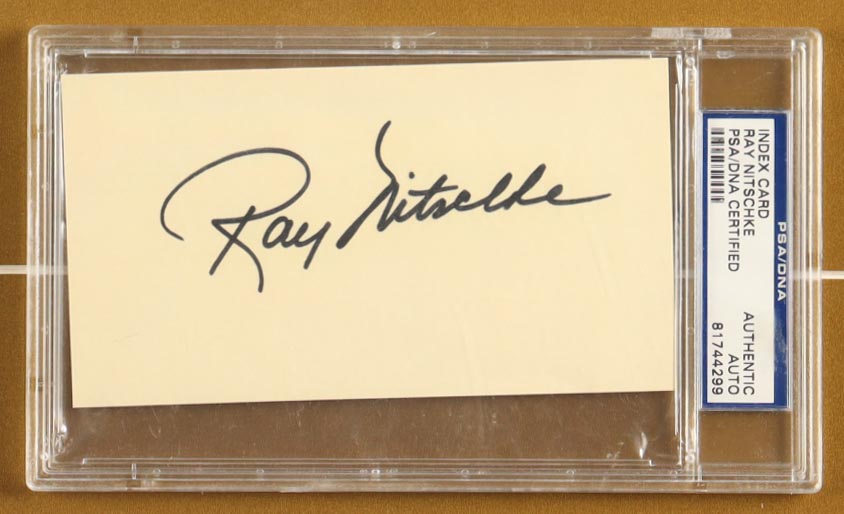 Ray Nitschke
PSA/DNA
INDEX CARD
RAY NITSCHKE
PSA/DNA CERTIFIED
AUTHENTIC
AUTO
81744299